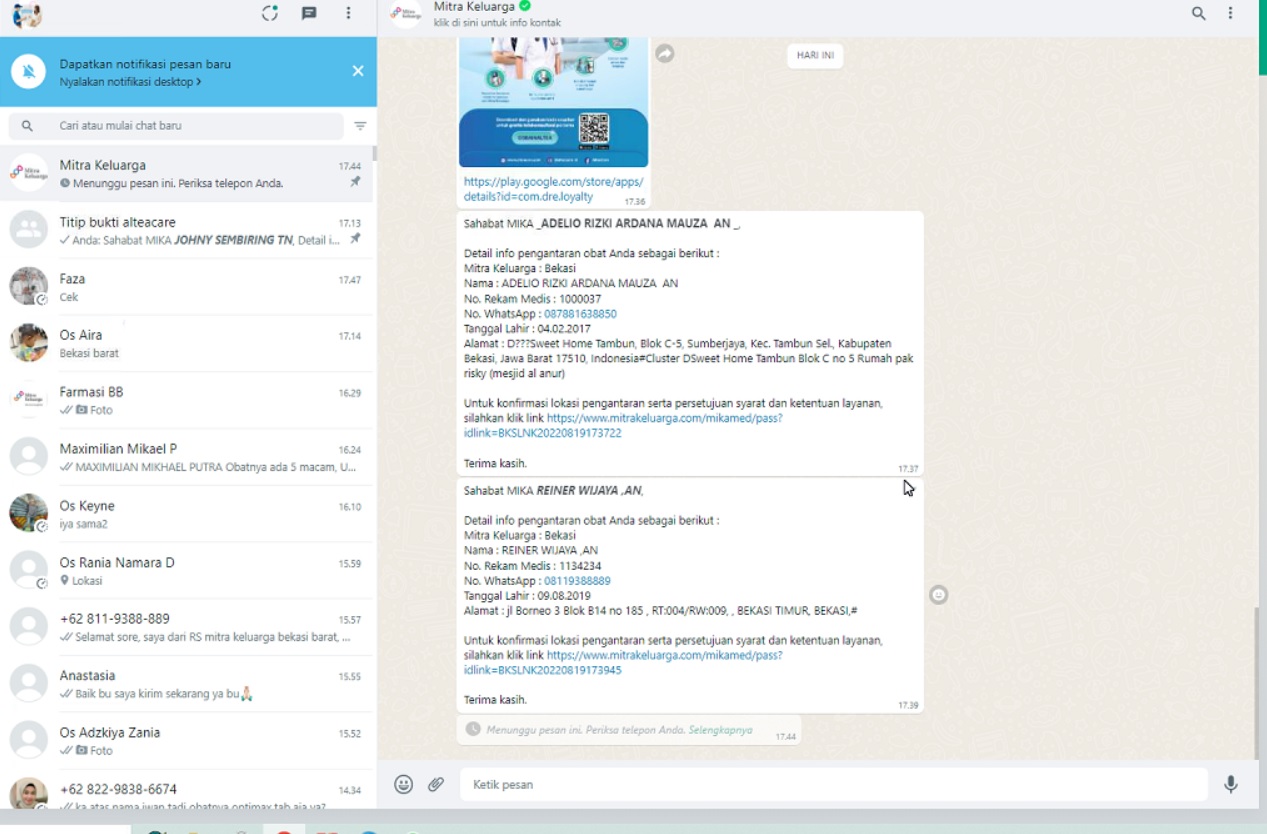 Mitra Keluarga
klik di sini untuk info kontak
Dapatkan notifikasi pesan baru
Nyalakan notifikasi desktop >
Cari atau mulai chat baru
Mitra Keluarga 17.44
Menunggu pesan ini. Periksa telepon Anda.
Titip bukti alteacare 17.13
Anda: Sahabat MIKA JOHNY SEMBIRING TN, Detail i...
Faza 17.47
Cek
Os Aira 17.14
Bekasi barat
Farmasi BB 16.29
Foto
Maximilian Mikael P 16.24
MAXIMILIAN MIKHAEL PUTRA Obatnya ada 5 macam, U...
Os Keyne 16.10
iya sama2
Os Rania Namara D 15.59
Lokasi
+62 811-9388-889 15.57
Selamat sore, saya dari RS mitra keluarga bekasi barat, ...
Anastasia 15.55
Baik bu saya kirim sekarang ya bu
Os Adzkiya Zania 15.52
Foto
+62 822-9838-6674 14.34
ka atas nama iwan tadi obatnya optimax tab aja ya?
HARI INI
https://play.google.com/store/apps/
details?id=com.dre.loyalty 17.36
Sahabat MIKA _ADELIO RIZKI ARDANA MAUZA AN _,
Detail info pengantaran obat Anda sebagai berikut :
Mitra Keluarga : Bekasi
Nama : ADELIO RIZKI ARDANA MAUZA AN
No. Rekam Medis : 1000037
No. WhatsApp : 087881638850
Tanggal Lahir : 04.02.2017
Alamat : D???Sweet Home Tambun, Blok C-5, Sumberjaya, Kec. Tambun Sel., Kabupaten
Bekasi, Jawa Barat 17510, Indonesia#Cluster DSweet Home Tambun Blok C no 5 Rumah pak
risky (mesjid al anur)
Untuk konfirmasi lokasi pengantaran serta persetujuan syarat dan ketentuan layanan,
silahkan klik link https://www.mitrakeluarga.com/mikamed/pass?
idlink=BKSLNK20220819173722
Terima kasih. 17.37
Sahabat MIKA REINER WIJAYA ,AN,
Detail info pengantaran obat Anda sebagai berikut :
Mitra Keluarga : Bekasi
Nama : REINER WIJAYA ,AN
No. Rekam Medis : 1134234
No. WhatsApp : 08119388889
Tanggal Lahir : 09.08.2019
Alamat : jl Borneo 3 Blok B14 no 185 , RT:004/RW:009, , BEKASI TIMUR, BEKASI,#
Untuk konfirmasi lokasi pengantaran serta persetujuan syarat dan ketentuan layanan,
silahkan klik link https://www.mitrakeluarga.com/mikamed/pass?
idlink=BKSLNK20220819173945
Terima kasih. 17.39
Menunggu pesan ini. Periksa telepon Anda. Selengkapnya 17.44
Ketik pesan